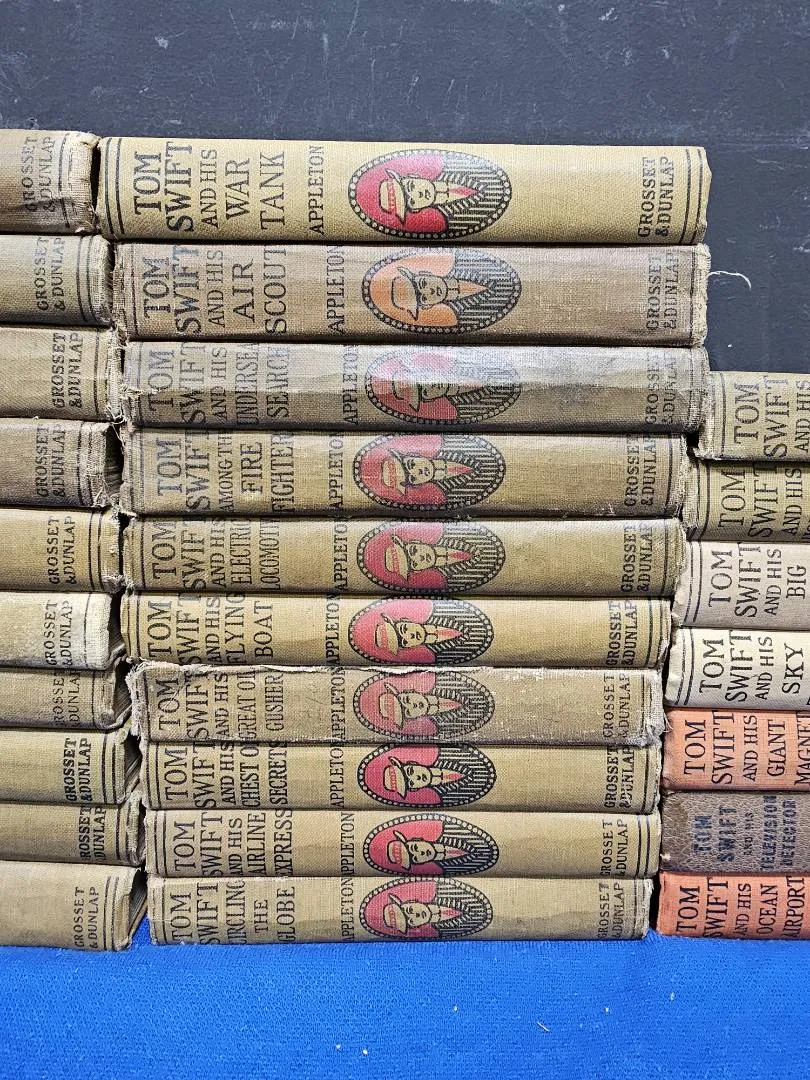 GROSSET
& DUNLAP
GROSSET
& DUNLAP
GROSSET
& DUNLAP
GROSSET
& DUNLAP
GROSSET
& DUNLAP
GROSSET
& DUNLAP
GROSSET
& DUNLAP
GROSSET
& DUNLAP
GROSSET
& DUNLAP
GROSSET
& DUNLAP
TOM
SWIFT
AND HIS
WAR
TANK
APPLETON
GROSSET
& DUNLAP
TOM
SWIFT
AND HIS
AIR
SCOUT
APPLETON
GROSSET
& DUNLAP
TOM
SWIFT
AND HIS
UNDERSEA
SEARCH
APPLETON
GROSSET
& DUNLAP
TOM
SWIFT
AMONG THE
FIRE
FIGHTER
APPLETON
GROSSET
& DUNLAP
TOM
SWIFT
AND HIS
ELECTRIC
LOCOMOTIV
APPLETON
GROSSET
& DUNLAP
TOM
SWIFT
AND HIS
FLYING
BOAT
APPLETON
GROSSET
& DUNLAP
TOM
SWIFT
AND HIS
GREAT OIL
GUSHER
APPLETON
GROSSET
& DUNLAP
TOM
SWIFT
AND HIS
CHEST OF
SECRETS
APPLETON
GROSSET
& DUNLAP
TOM
SWIFT
AND HIS
AIRLINE
EXPRESS
APPLETON
GROSSET
& DUNLAP
TOM
SWIFT
CIRCLING
THE
GLOBE
APPLETON
GROSSET
& DUNLAP
TOM
SWIFT
AND HIS
TOM
SWIFT
AND HIS
TOM
SWIFT
AND HIS
BIG
TOM
SWIFT
AND HIS
SKY
TOM
SWIFT
AND HIS
GIANT
MAGNE
TOM
SWIFT
AND HIS
TELEVISION
DETECTOR
TOM
SWIFT
AND HIS
OCEAN
AIRPORT